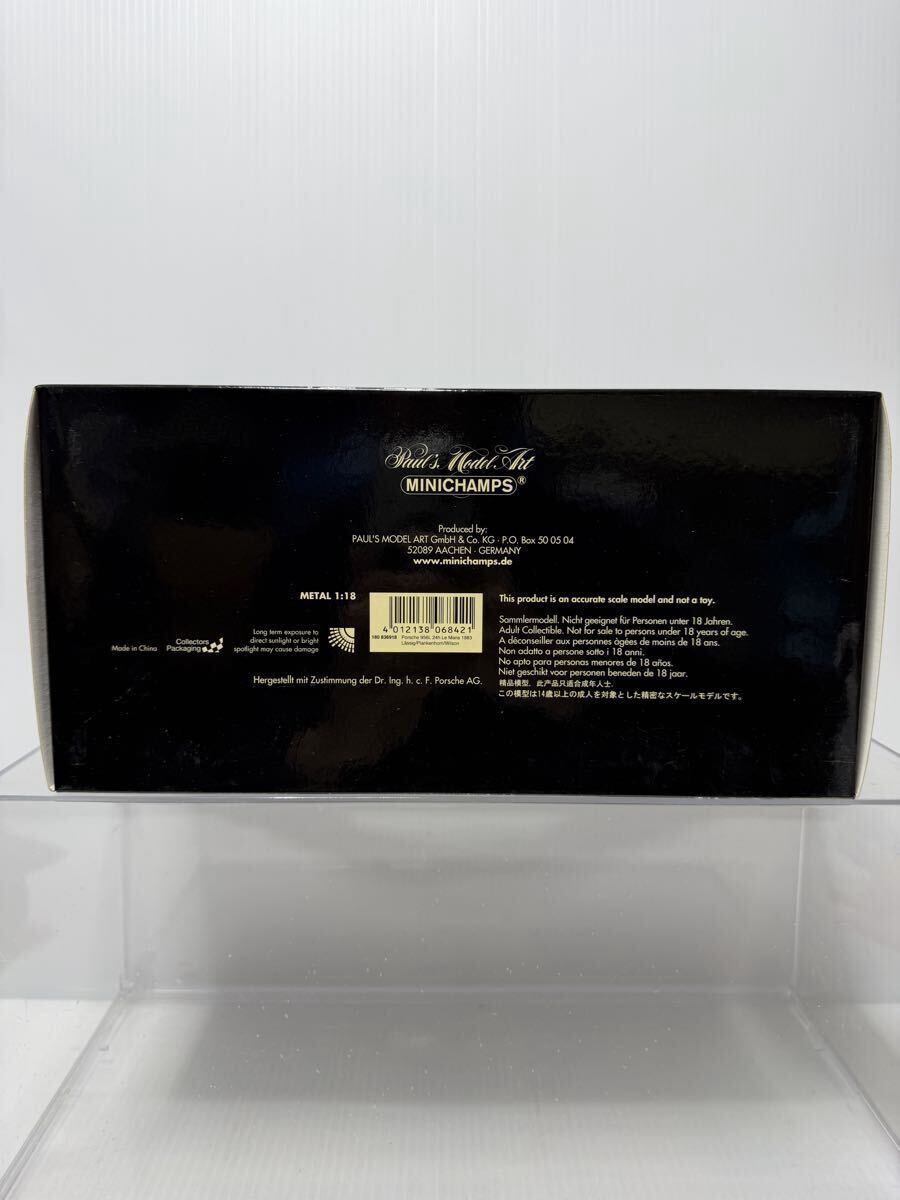 Paul's Model Art
MINICHAMPS®
Produced by:
PAUL'S MODEL ART GmbH & Co. KG · P.O. Box 50 05 04
52089 AACHEN · GERMANY
www.minichamps.de
METAL 1:18
4 012138 068421
180 836918 Porsche 956L 24h Le Mans 1983
Lässig/Plankenhorn/Wilson
Made in China
Collectors
Packaging
Long term exposure to
direct sunlight or bright
spotlight may cause damage
Hergestellt mit Zustimmung der Dr. Ing. h. c. F. Porsche AG.
This product is an accurate scale model and not a toy.
Sammlermodell. Nicht geeignet für Personen unter 18 Jahren.
Adult Collectible. Not for sale to persons under 18 years of age.
A déconseiller aux personnes âgées de moins de 18 ans.
Non adatto a persone sotto i 18 anni.
No apto para personas menores de 18 años.
Niet geschikt voor personen beneden de 18 jaar.
精品模型. 此产品只适合成年人士.
この模型は14歳以上の成人を対象とした精密なスケールモデルです。